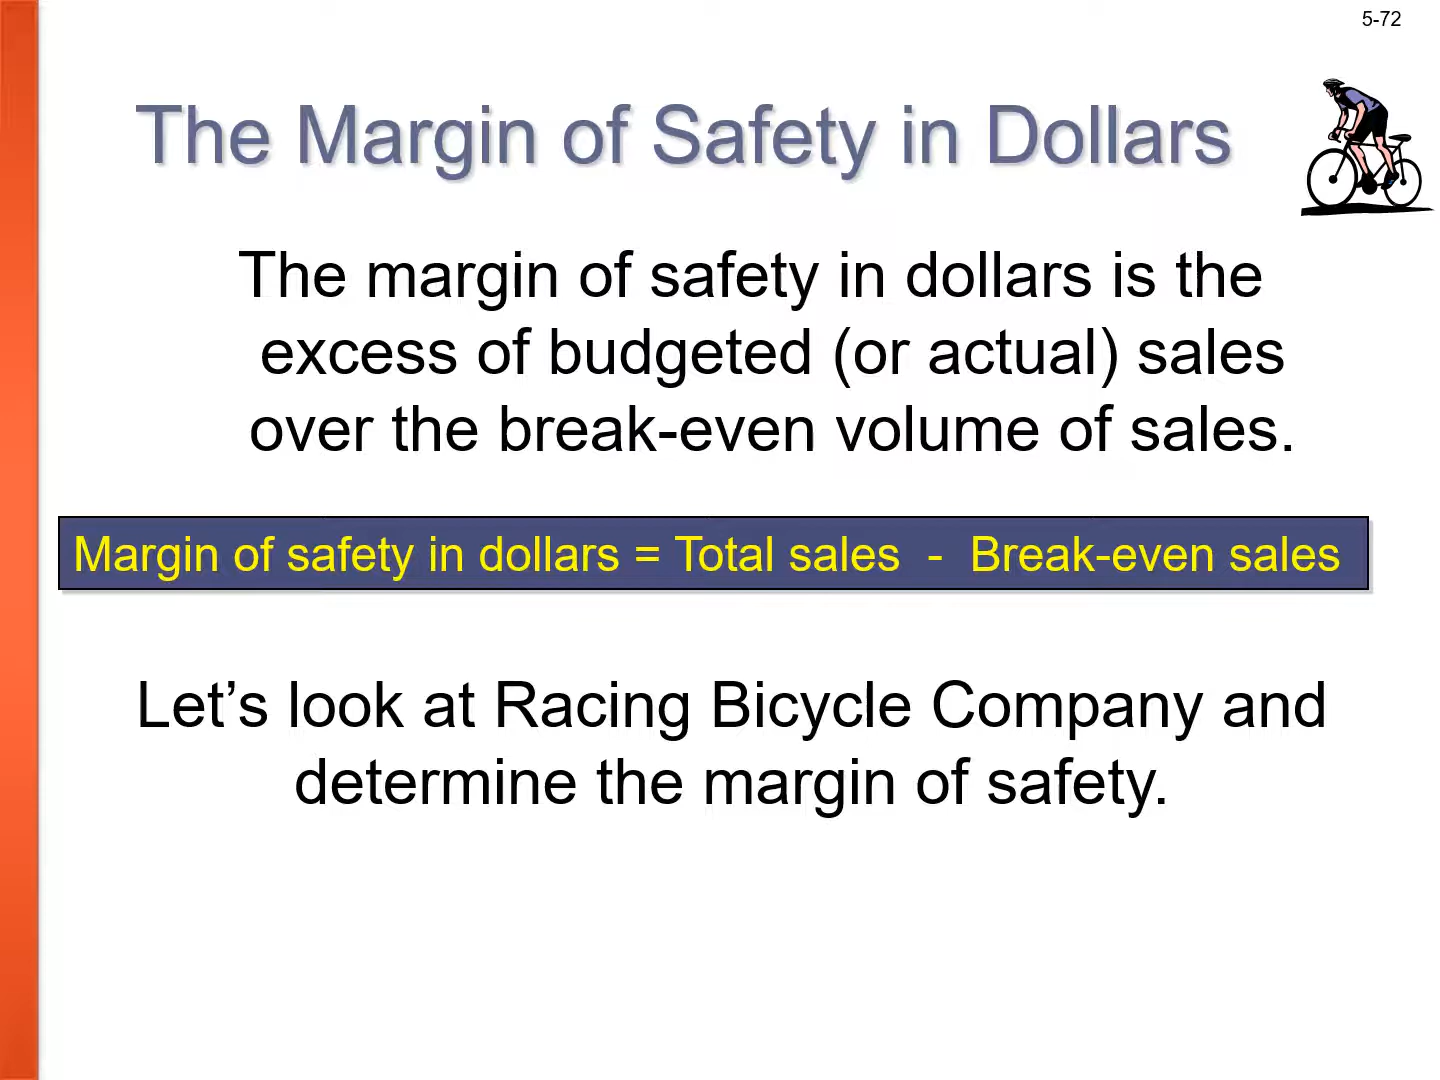 5-72
The Margin of Safety in Dollars
The margin of safety in dollars is the
excess of budgeted (or actual) sales
over the break-even volume of sales.
Margin of safety in dollars = Total sales - Break-even sales
Let’s look at Racing Bicycle Company and
determine the margin of safety.